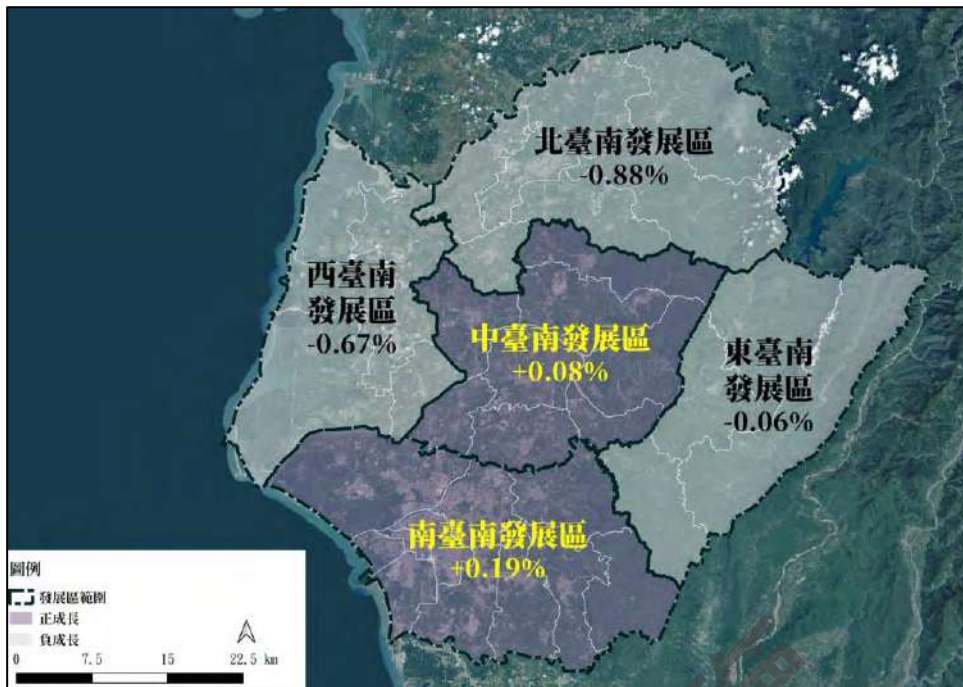 北臺南發展區
-0.88%
西臺南
發展區
-0.67%
中臺南發展區
+0.08%
東臺南
發展區
-0.06%
南臺南發展區
+0.19%
圖例
發展區範圍
正成長
負成長
0 7.5 15 22.5 km